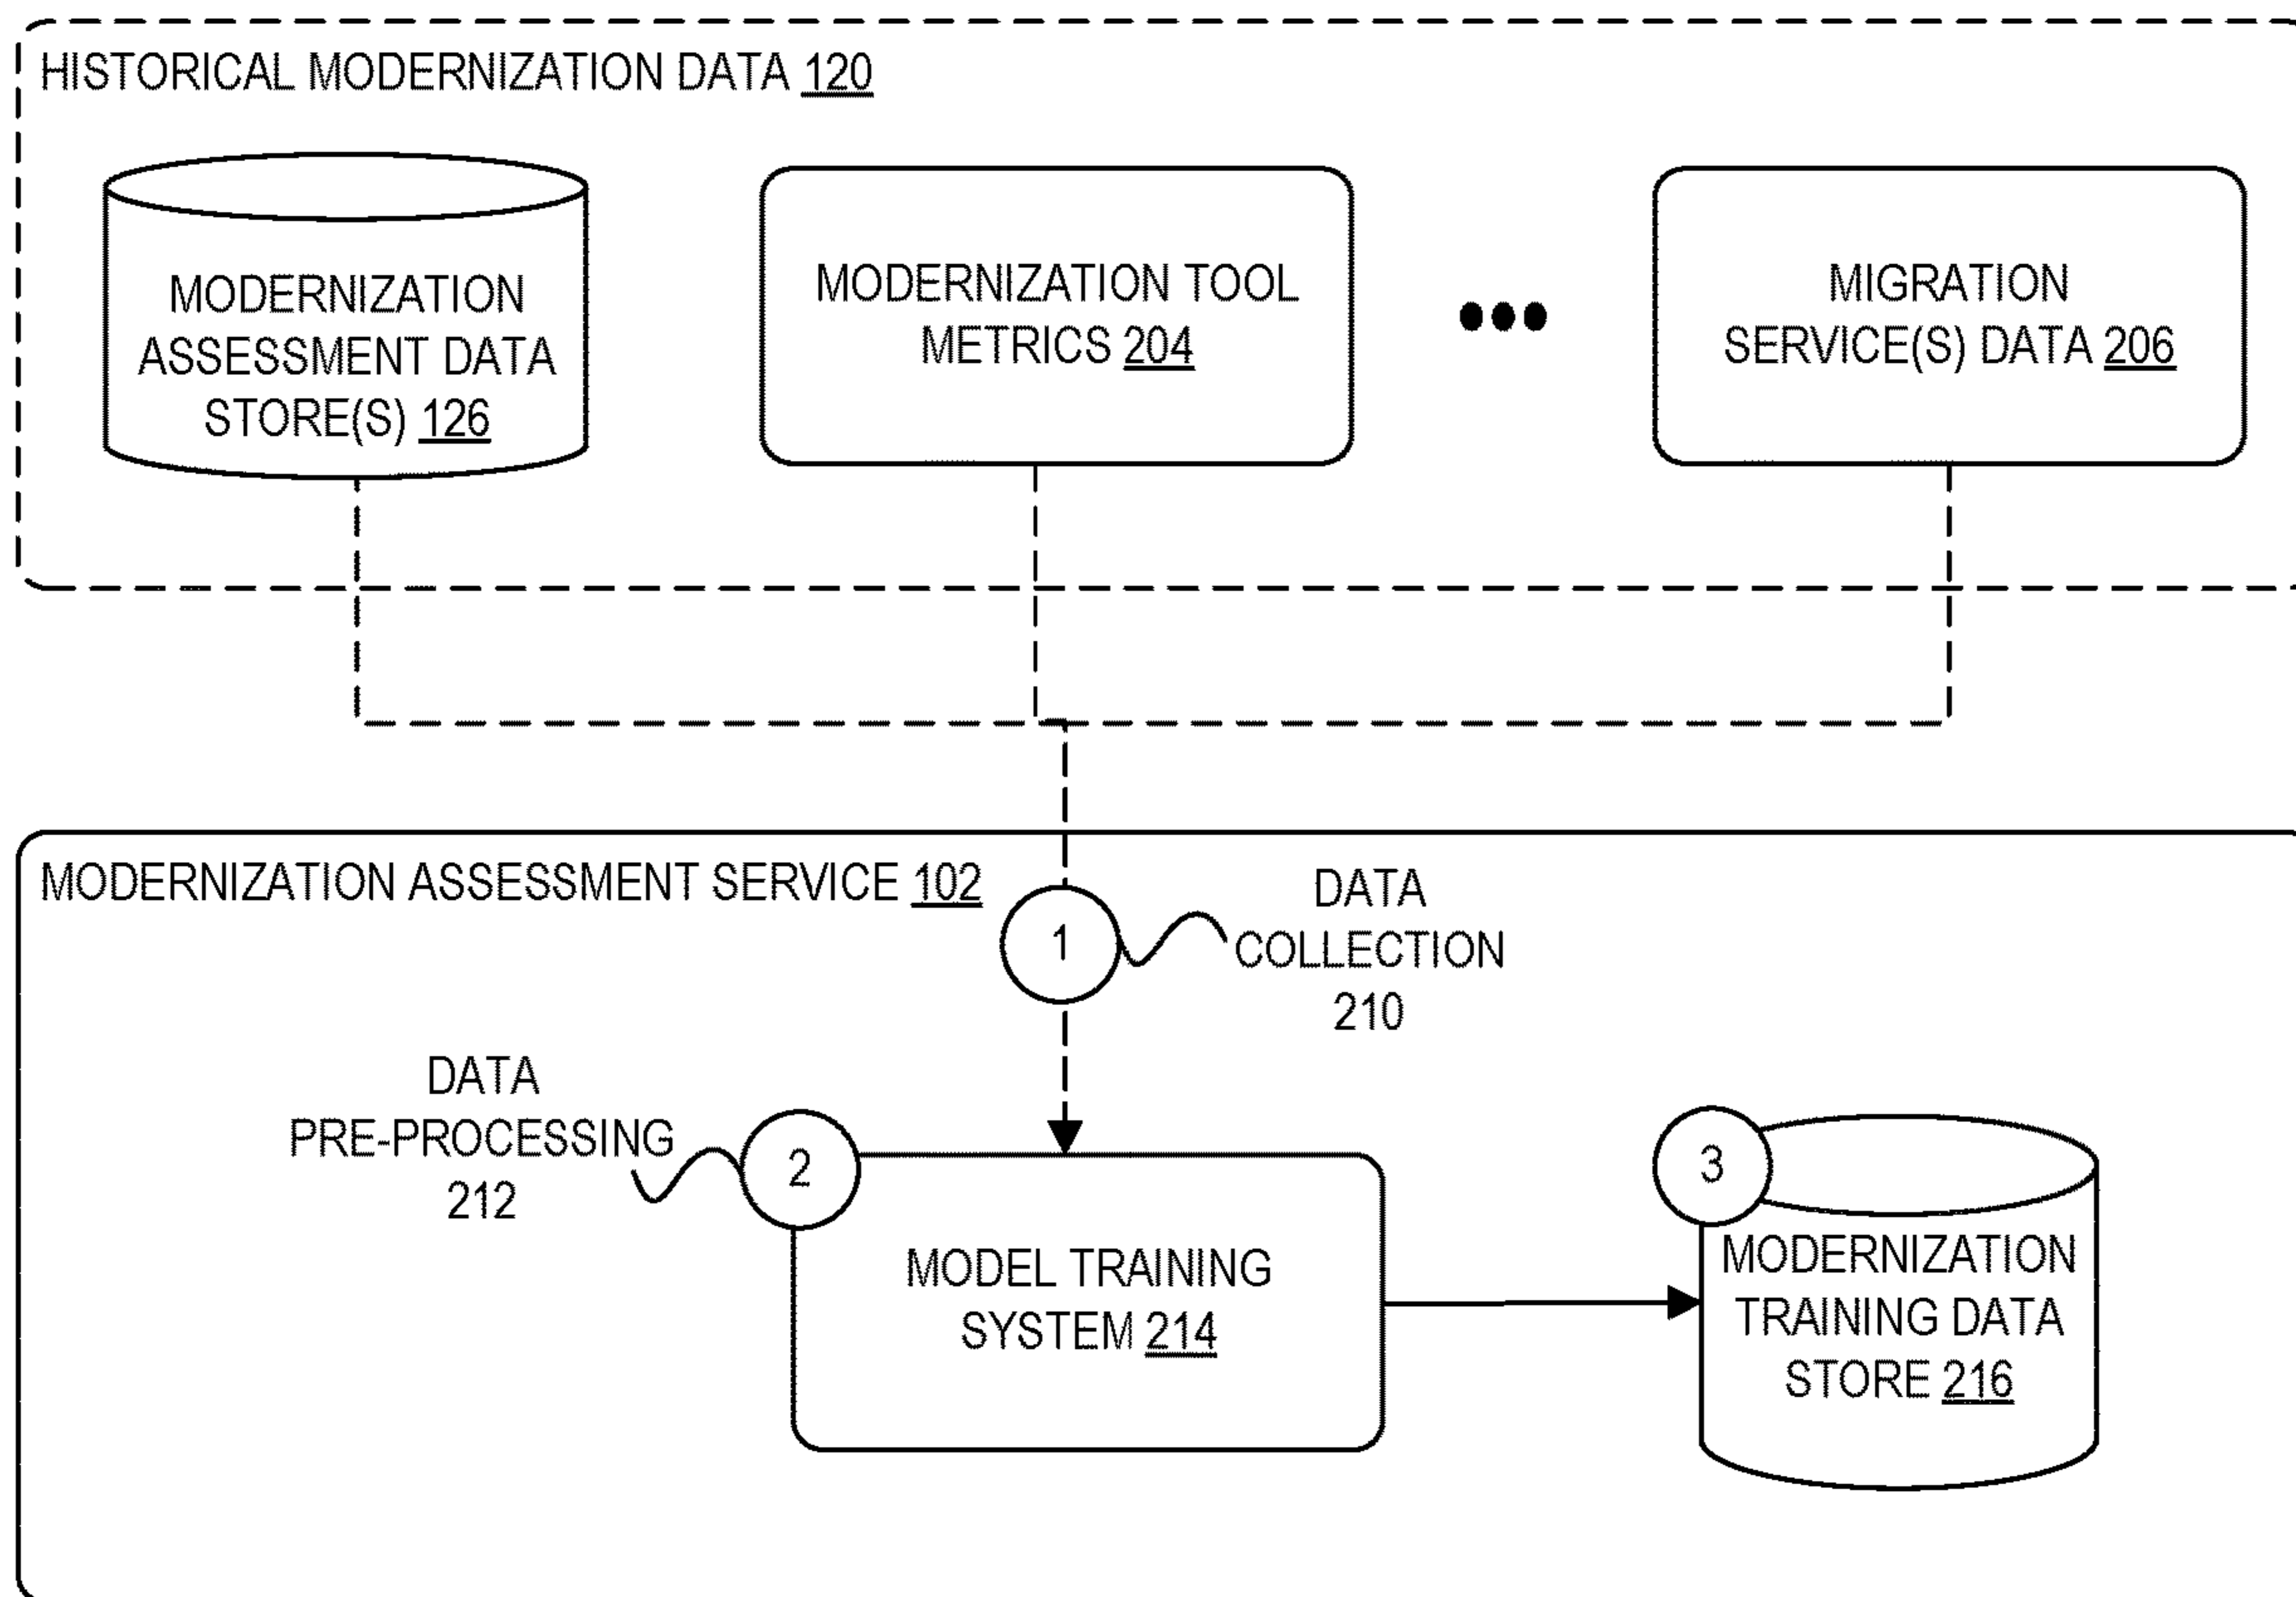 HISTORICAL MODERNIZATION DATA 120
MODERNIZATION
ASSESSMENT DATA
STORE(S) 126
MODERNIZATION TOOL
METRICS 204
MIGRATION
SERVICE(S) DATA 206
MODERNIZATION ASSESSMENT SERVICE 102
1
DATA
COLLECTION
210
DATA
PRE-PROCESSING
212
2
MODEL TRAINING
SYSTEM 214
3
MODERNIZATION
TRAINING DATA
STORE 216